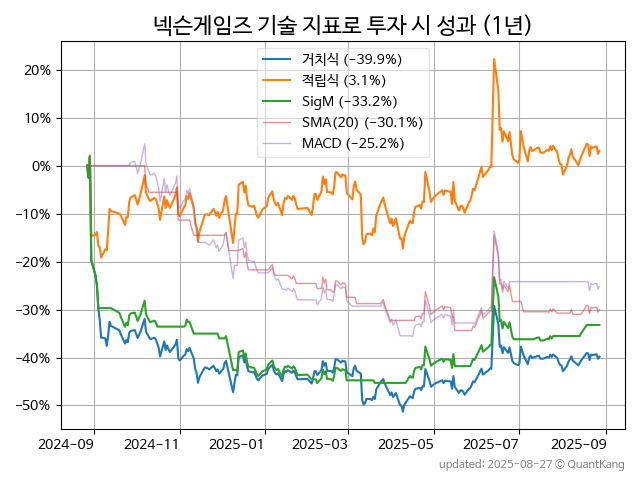 넥슨게임즈 기술 지표로 투자 시 성과 (1년)
거치식 (−39.9%)
적립식 (3.1%)
SigM (−33.2%)
SMA(20) (−30.1%)
MACD (−25.2%)
20%
10%
0%
−10%
−20%
−30%
−40%
−50%
2024-09 2024-11 2025-01 2025-03 2025-05 2025-07 2025-09
updated: 2025-08-27 © QuantKang